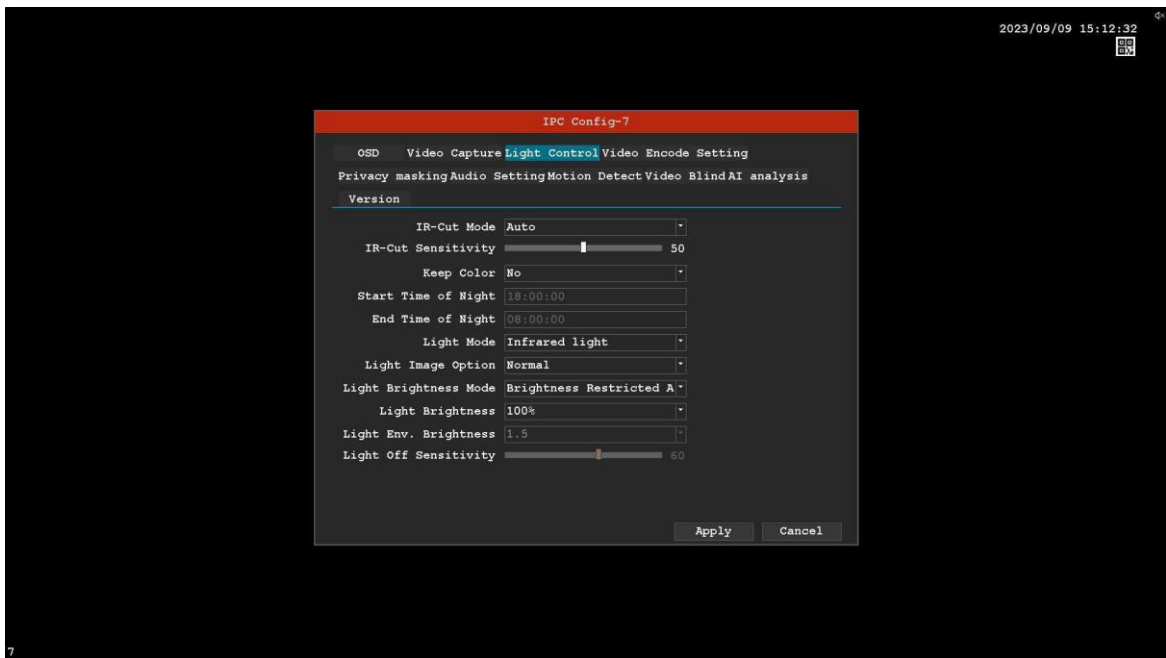 2023/09/09 15:12:32
IPC Config-7
OSD Video Capture Light Control Video Encode Setting
Privacy masking Audio Setting Motion Detect Video Blind AI analysis
Version
IR-Cut Mode Auto
IR-Cut Sensitivity 50
Keep Color No
Start Time of Night 18:00:00
End Time of Night 08:00:00
Light Mode Infrared light
Light Image Option Normal
Light Brightness Mode Brightness Restricted A
Light Brightness 100%
Light Env. Brightness 1.5
Light Off Sensitivity 60
Apply Cancel
7